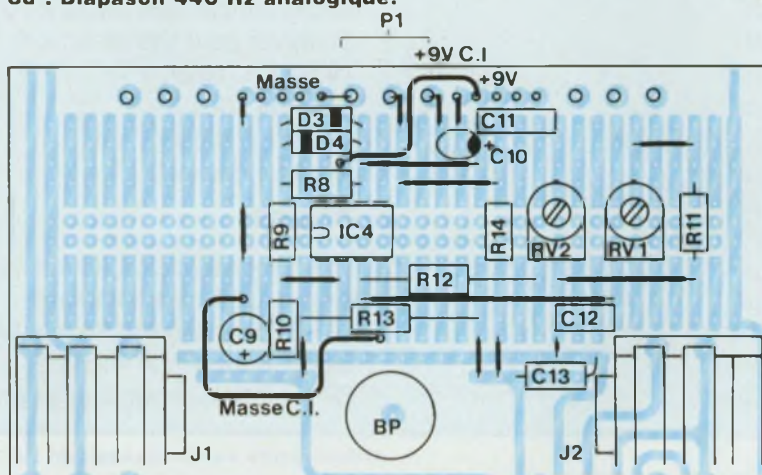 : Diapason 440 Hz analogique.
P1
+9V C.I
Masse
+9V
D3
C11
D4
+
C10
R8
R9
IC4
R14
RV2
RV1
R11
R12
C9
+
R10
R13
C12
C13
Masse C.I.
BP
J1
J2